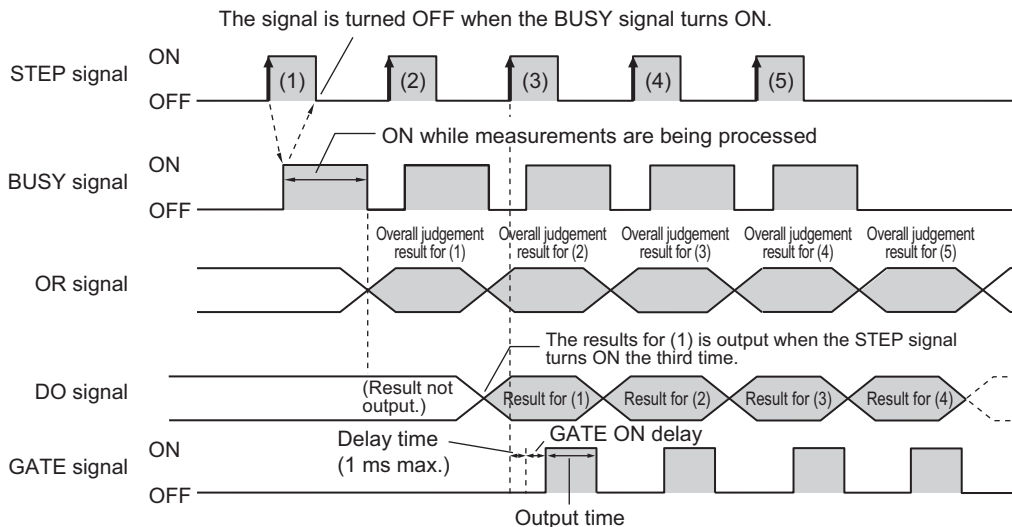 The signal is turned OFF when the BUSY signal turns ON.
STEP signal
ON
OFF
(1)
(2)
(3)
(4)
(5)
ON while measurements are being processed
BUSY signal
ON
OFF
Overall judgement
result for (1)
Overall judgement
result for (2)
Overall judgement
result for (3)
Overall judgement
result for (4)
Overall judgement
result for (5)
OR signal
The results for (1) is output when the STEP signal
turns ON the third time.
DO signal
(Result not
output.)
Result for (1)
Result for (2)
Result for (3)
Result for (4)
Delay time
(1 ms max.)
GATE ON delay
GATE signal
ON
OFF
Output time